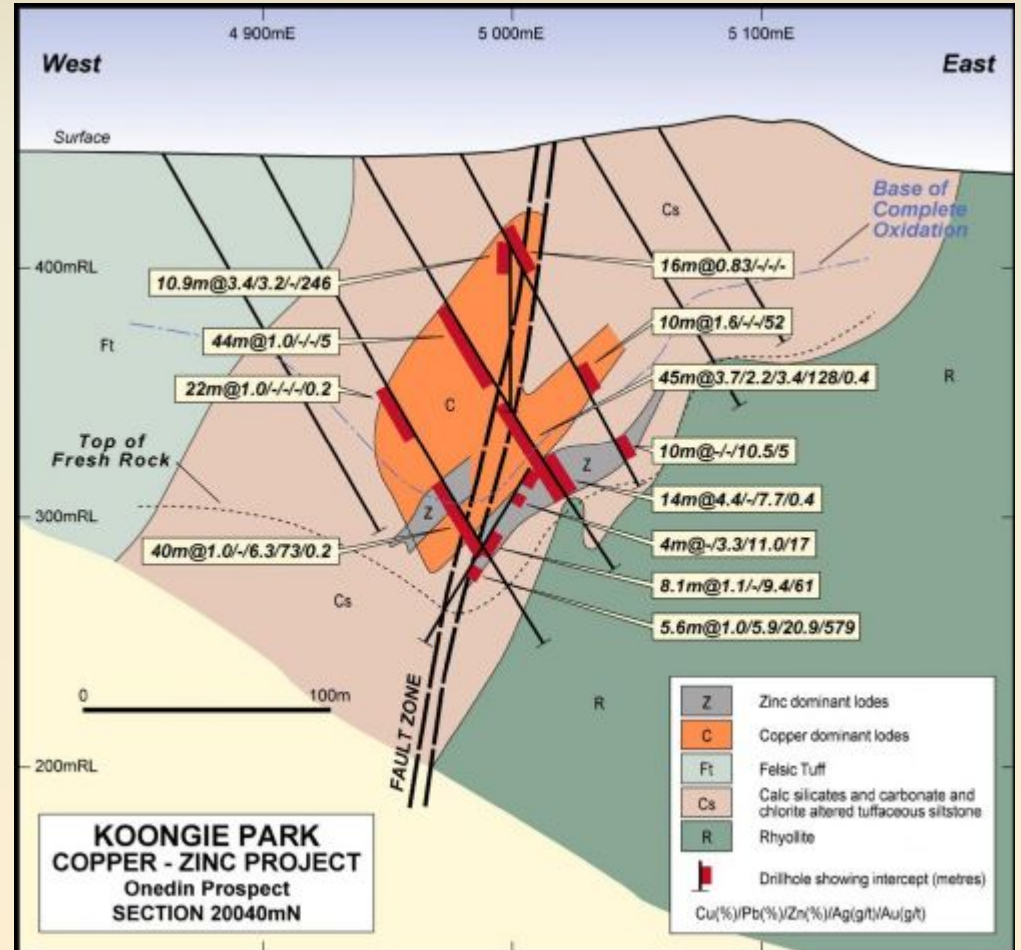 4 900mE
5 000mE
5 100mE
West
East
Surface
Base of
Complete
Oxidation
Cs
400mRL
16m@0.83/-/-/-
10.9m@3.4/3.2/-/246
10m@1.6/-/-/52
Ft
44m@1.0/-/-/5
45m@3.7/2.2/3.4/128/0.4
R
22m@1.0/-/-/-/0.2
C
Top of
Fresh Rock
10m@-/-/10.5/5
Z
14m@4.4/-/7.7/0.4
300mRL
Z
4m@-/3.3/11.0/17
40m@1.0/-/6.3/73/0.2
8.1m@1.1/-/9.4/61
Cs
5.6m@1.0/5.9/20.9/579
0
100m
FAULT ZONE
R
200mRL
Z
Zinc dominant lodes
C
Copper dominant lodes
Ft
Felsic Tuff
Cs
Calc silicates and carbonate and
chlorite altered tuffaceous siltstone
R
Rhyollite
Drillhole showing intercept (metres)
Cu(%)/Pb(%)/Zn(%)/Ag(g/t)/Au(g/t)
KOONGIE PARK
COPPER - ZINC PROJECT
Onedin Prospect
SECTION 20040mN